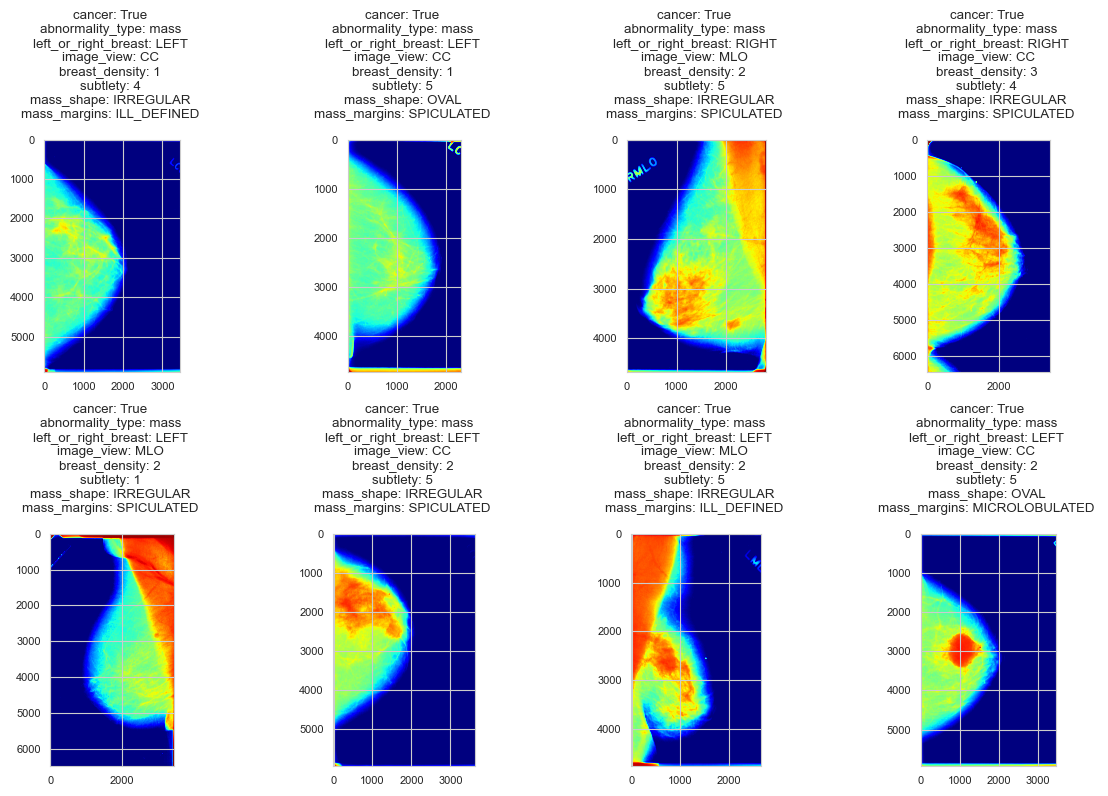 cancer: True
abnormality_type: mass
left_or_right_breast: LEFT
image_view: CC
breast_density: 1
subtlety: 4
mass_shape: IRREGULAR
mass_margins: ILL_DEFINED
0
1000
2000
3000
4000
5000
0
1000
2000
3000
cancer: True
abnormality_type: mass
left_or_right_breast: LEFT
image_view: CC
breast_density: 1
subtlety: 5
mass_shape: OVAL
mass_margins: SPICULATED
0
1000
2000
3000
4000
0
2000
cancer: True
abnormality_type: mass
left_or_right_breast: RIGHT
image_view: MLO
breast_density: 2
subtlety: 5
mass_shape: IRREGULAR
mass_margins: SPICULATED
RMLO
0
1000
2000
3000
4000
0
1000
2000
cancer: True
abnormality_type: mass
left_or_right_breast: RIGHT
image_view: CC
breast_density: 3
subtlety: 4
mass_shape: IRREGULAR
mass_margins: SPICULATED
0
1000
2000
3000
4000
5000
6000
0
2000
cancer: True
abnormality_type: mass
left_or_right_breast: LEFT
image_view: MLO
breast_density: 2
subtlety: 1
mass_shape: IRREGULAR
mass_margins: SPICULATED
0
1000
2000
3000
4000
5000
6000
0
2000
cancer: True
abnormality_type: mass
left_or_right_breast: LEFT
image_view: CC
breast_density: 2
subtlety: 5
mass_shape: IRREGULAR
mass_margins: SPICULATED
0
1000
2000
3000
4000
5000
0
1000
2000
3000
cancer: True
abnormality_type: mass
left_or_right_breast: LEFT
image_view: MLO
breast_density: 2
subtlety: 5
mass_shape: IRREGULAR
mass_margins: ILL_DEFINED
0
1000
2000
3000
4000
0
1000
2000
cancer: True
abnormality_type: mass
left_or_right_breast: LEFT
image_view: CC
breast_density: 2
subtlety: 5
mass_shape: OVAL
mass_margins: MICROLOBULATED
0
1000
2000
3000
4000
5000
0
1000
2000
3000